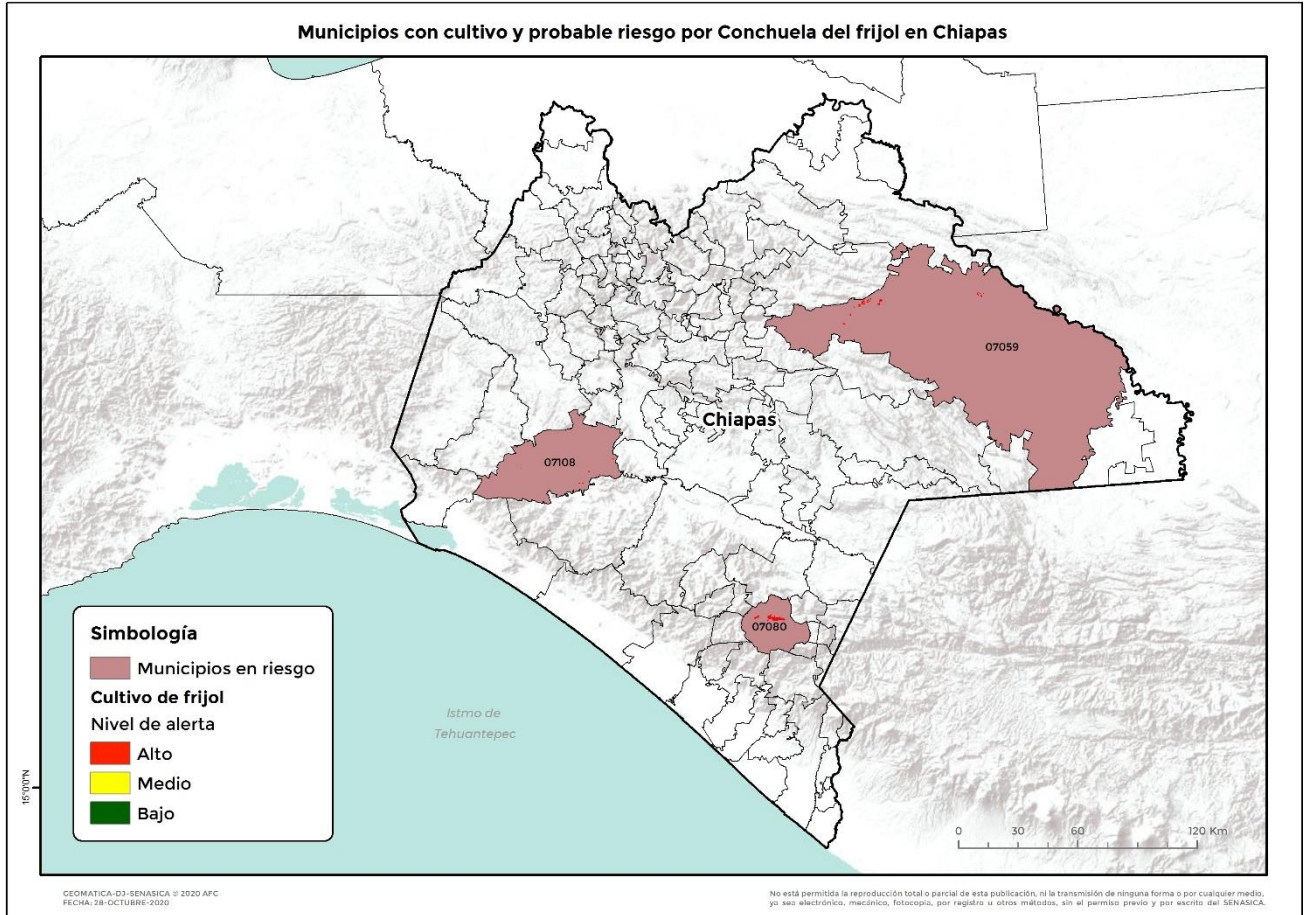 Municipios con cultivo y probable riesgo por Conchuela del frijol en Chiapas
07059
Chiapas
07108
07080
Simbología
Municipios en riesgo
Cultivo de frijol
Nivel de alerta
Alto
Medio
Bajo
Istmo de
Tehuantepec
15°0'0"N
0 30 60 120 Km
GEOMATICA-DJ-SENASICA © 2020 AFC
FECHA: 28-OCTUBRE-2020
No está permitida la reproducción total o parcial de esta publicación, ni la transmisión de ninguna forma o por cualquier medio,
ya sea electrónico, mecánico, fotocopia, por registro u otros métodos, sin el permiso previo y por escrito del SENASICA.